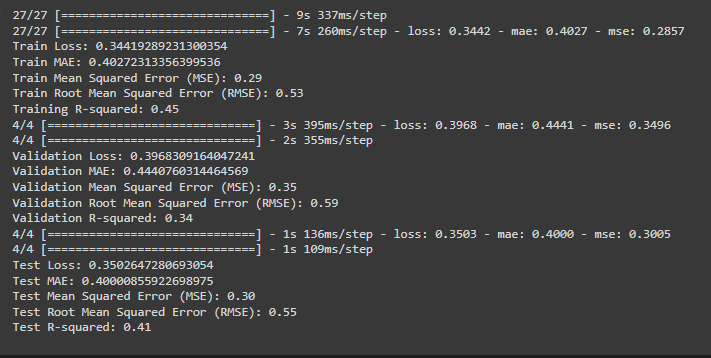 27/27 [==============================] - 9s 337ms/step
27/27 [==============================] - 7s 260ms/step - loss: 0.3442 - mae: 0.4027 - mse: 0.2857
Train Loss: 0.34419289231300354
Train MAE: 0.40272313356399536
Train Mean Squared Error (MSE): 0.29
Train Root Mean Squared Error (RMSE): 0.53
Training R-squared: 0.45
4/4 [==============================] - 3s 395ms/step - loss: 0.3968 - mae: 0.4441 - mse: 0.3496
4/4 [==============================] - 2s 355ms/step
Validation Loss: 0.3968309164047241
Validation MAE: 0.4440760314464569
Validation Mean Squared Error (MSE): 0.35
Validation Root Mean Squared Error (RMSE): 0.59
Validation R-squared: 0.34
4/4 [==============================] - 1s 136ms/step - loss: 0.3503 - mae: 0.4000 - mse: 0.3005
4/4 [==============================] - 1s 109ms/step
Test Loss: 0.3502647280693054
Test MAE: 0.40000855922698975
Test Mean Squared Error (MSE): 0.30
Test Root Mean Squared Error (RMSE): 0.55
Test R-squared: 0.41